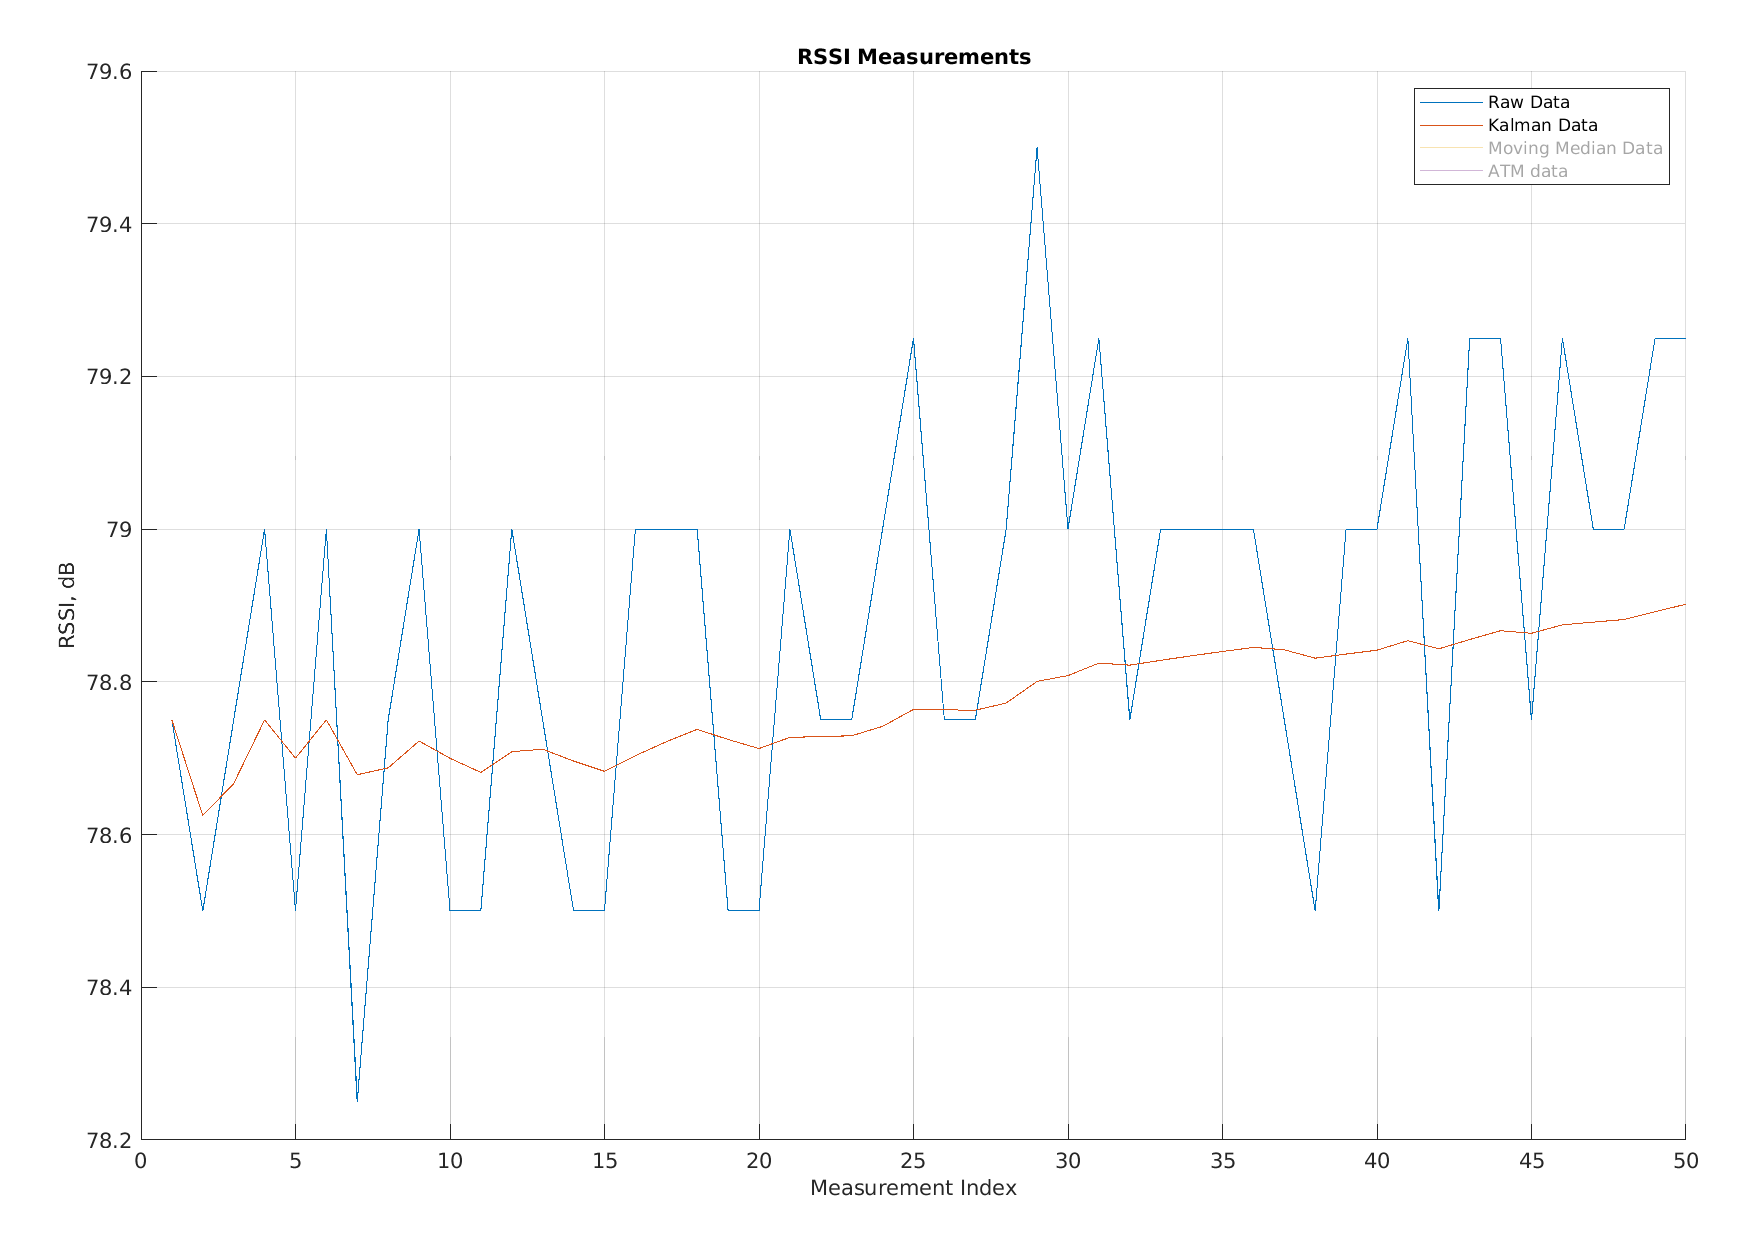 RSSI Measurements
79.6
79.4
79.2
79
78.8
78.6
78.4
78.2
RSSI, dB
Raw Data
Kalman Data
Moving Median Data
ATM data
0 5 10 15 20 25 30 35 40 45 50
Measurement Index